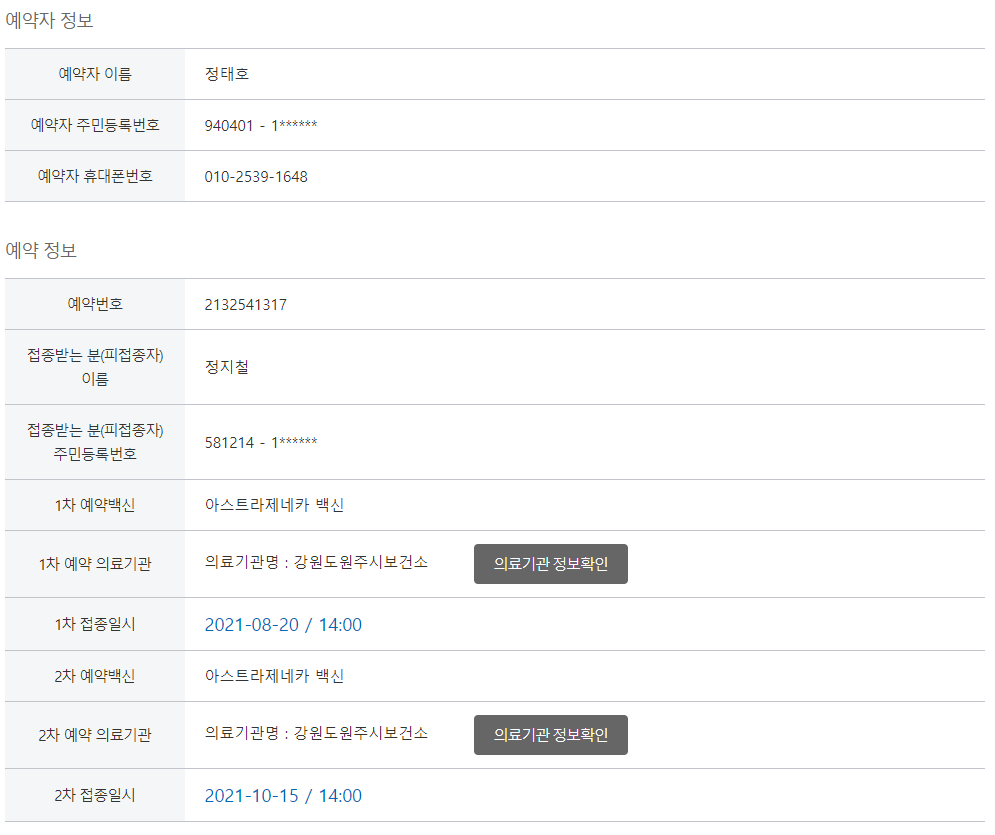 예약자 정보
예약자 이름
정태호
예약자 주민등록번호
940401 - 1******
예약자 휴대폰번호
010-2539-1648
예약 정보
예약번호
2132541317
접종받는 분(피접종자)
이름
정지철
접종받는 분(피접종자)
주민등록번호
581214 - 1******
1차 예약백신
아스트라제네카 백신
1차 예약 의료기관
의료기관명 : 강원도원주시보건소
의료기관 정보확인
1차 접종일시
2021-08-20 / 14:00
2차 예약백신
아스트라제네카 백신
2차 예약 의료기관
의료기관명 : 강원도원주시보건소
의료기관 정보확인
2차 접종일시
2021-10-15 / 14:00